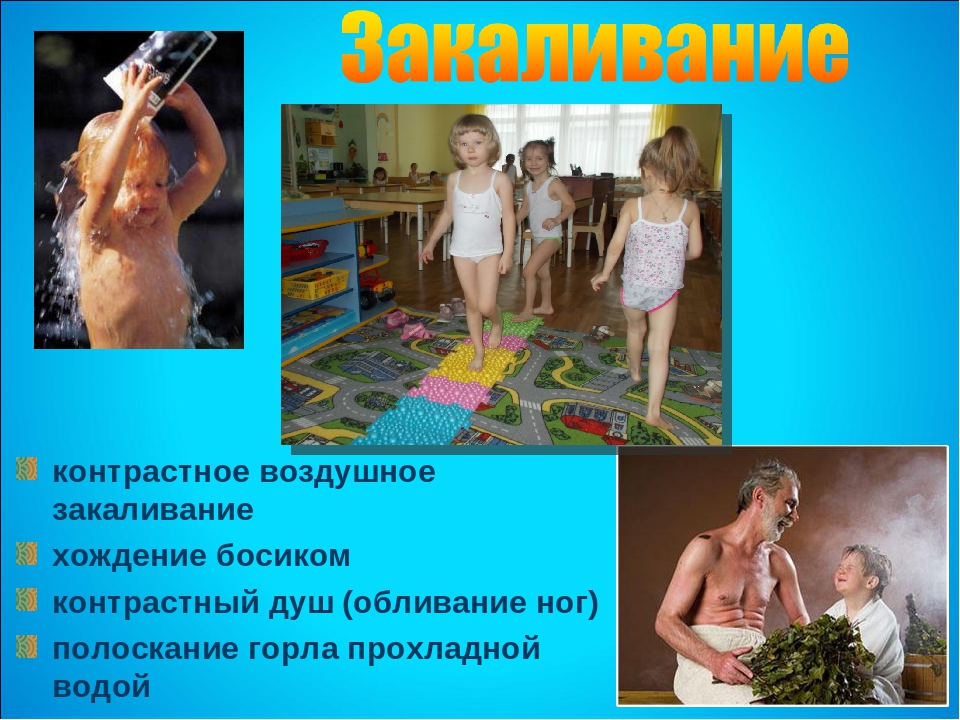 Закаливание
контрастное воздушное
закаливание
хождение босиком
контрастный душ (обливание ног)
полоскание горла прохладной
водой